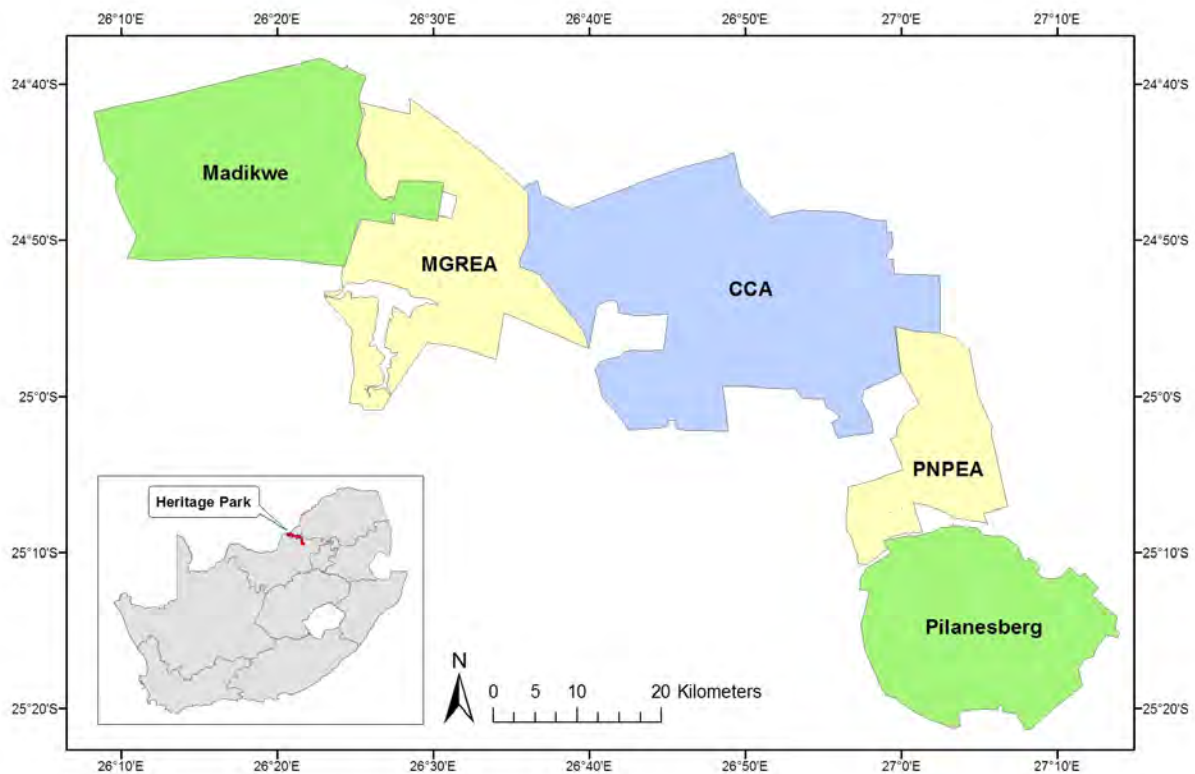 26°10'E 26°20'E 26°30'E 26°40'E 26°50'E 27°0'E 27°10'E
24°40'S 24°40'S
Madikwe
24°50'S 24°50'S
MGREA
CCA
25°0'S 25°0'S
PNPEA
Heritage Park
25°10'S 25°10'S
Pilanesberg
N
0 5 10 20 Kilometers
25°20'S 25°20'S
26°10'E 26°20'E 26°30'E 26°40'E 26°50'E 27°0'E 27°10'E